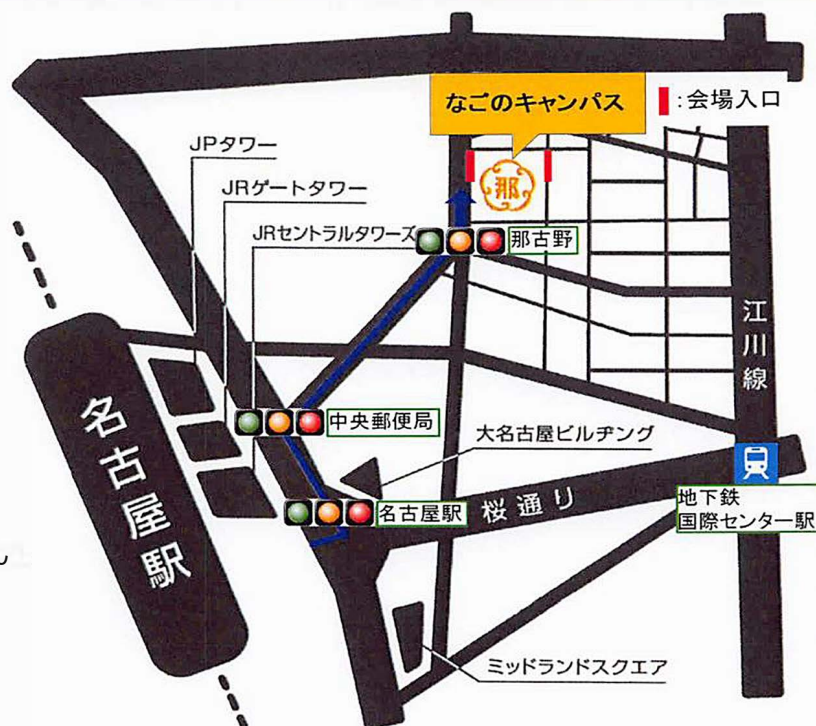 なごのキャンパス
:会場入口
JPタワー
JRゲートタワー
JRセントラルタワーズ
那
那古野
江川線
中央郵便局
大名古屋ビルヂング
名古屋駅
名古屋駅
桜通り
地下鉄
国際センター駅
ミッドランドスクエア